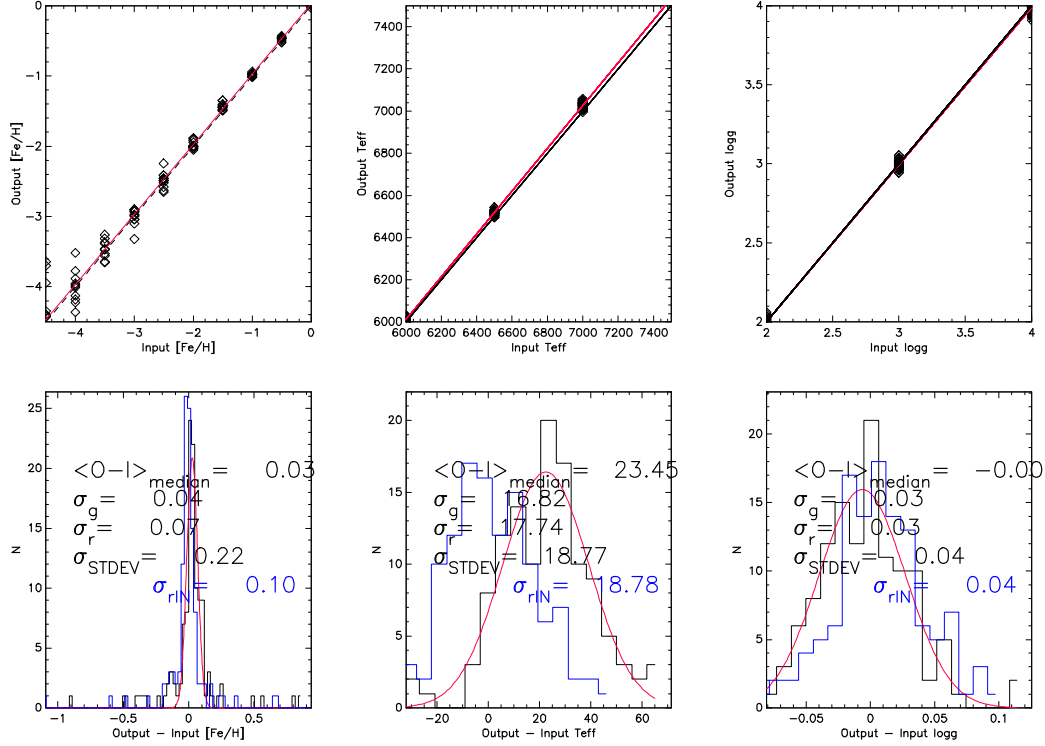 0
−1
−2
−3
−4
Output [Fe/H]
−4 −3 −2 −1 0
Input [Fe/H]
7400
7200
7000
6800
6600
6400
6200
6000
Output Teff
6000 6200 6400 6600 6800 7000 7200 7400
Input Teff
4
3.5
3
2.5
2
Output logg
2 2.5 3 3.5 4
Input logg
25
20
15
10
5
0
N
<O−I>median = 0.03
σg= 0.04
σr= 0.07
σSTDEV= 0.22
σrIN= 0.10
−1 −0.5 0 0.5
Output − Input [Fe/H]
20
15
10
5
0
N
<O−I>median = 23.45
σg= 16.82
σr= 17.74
σSTDEV= 18.77
σrIN= 18.78
−20 0 20 40 60
Output − Input Teff
20
15
10
5
0
N
<O−I>median = −0.00
σg= 0.03
σr= 0.03
σSTDEV= 0.04
σrIN= 0.04
−0.05 0 0.05 0.1
Output − Input logg